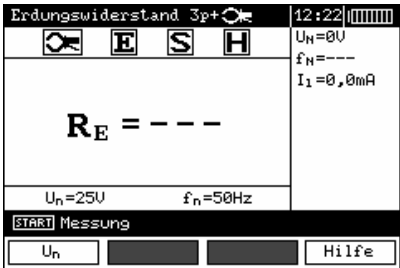 Erdungswiderstand 3p+
12:22
E S H
UN=0V
fN=---
I1=0,0mA
RE = ---
Un=25V fn=50Hz
START Messung
Un Hilfe